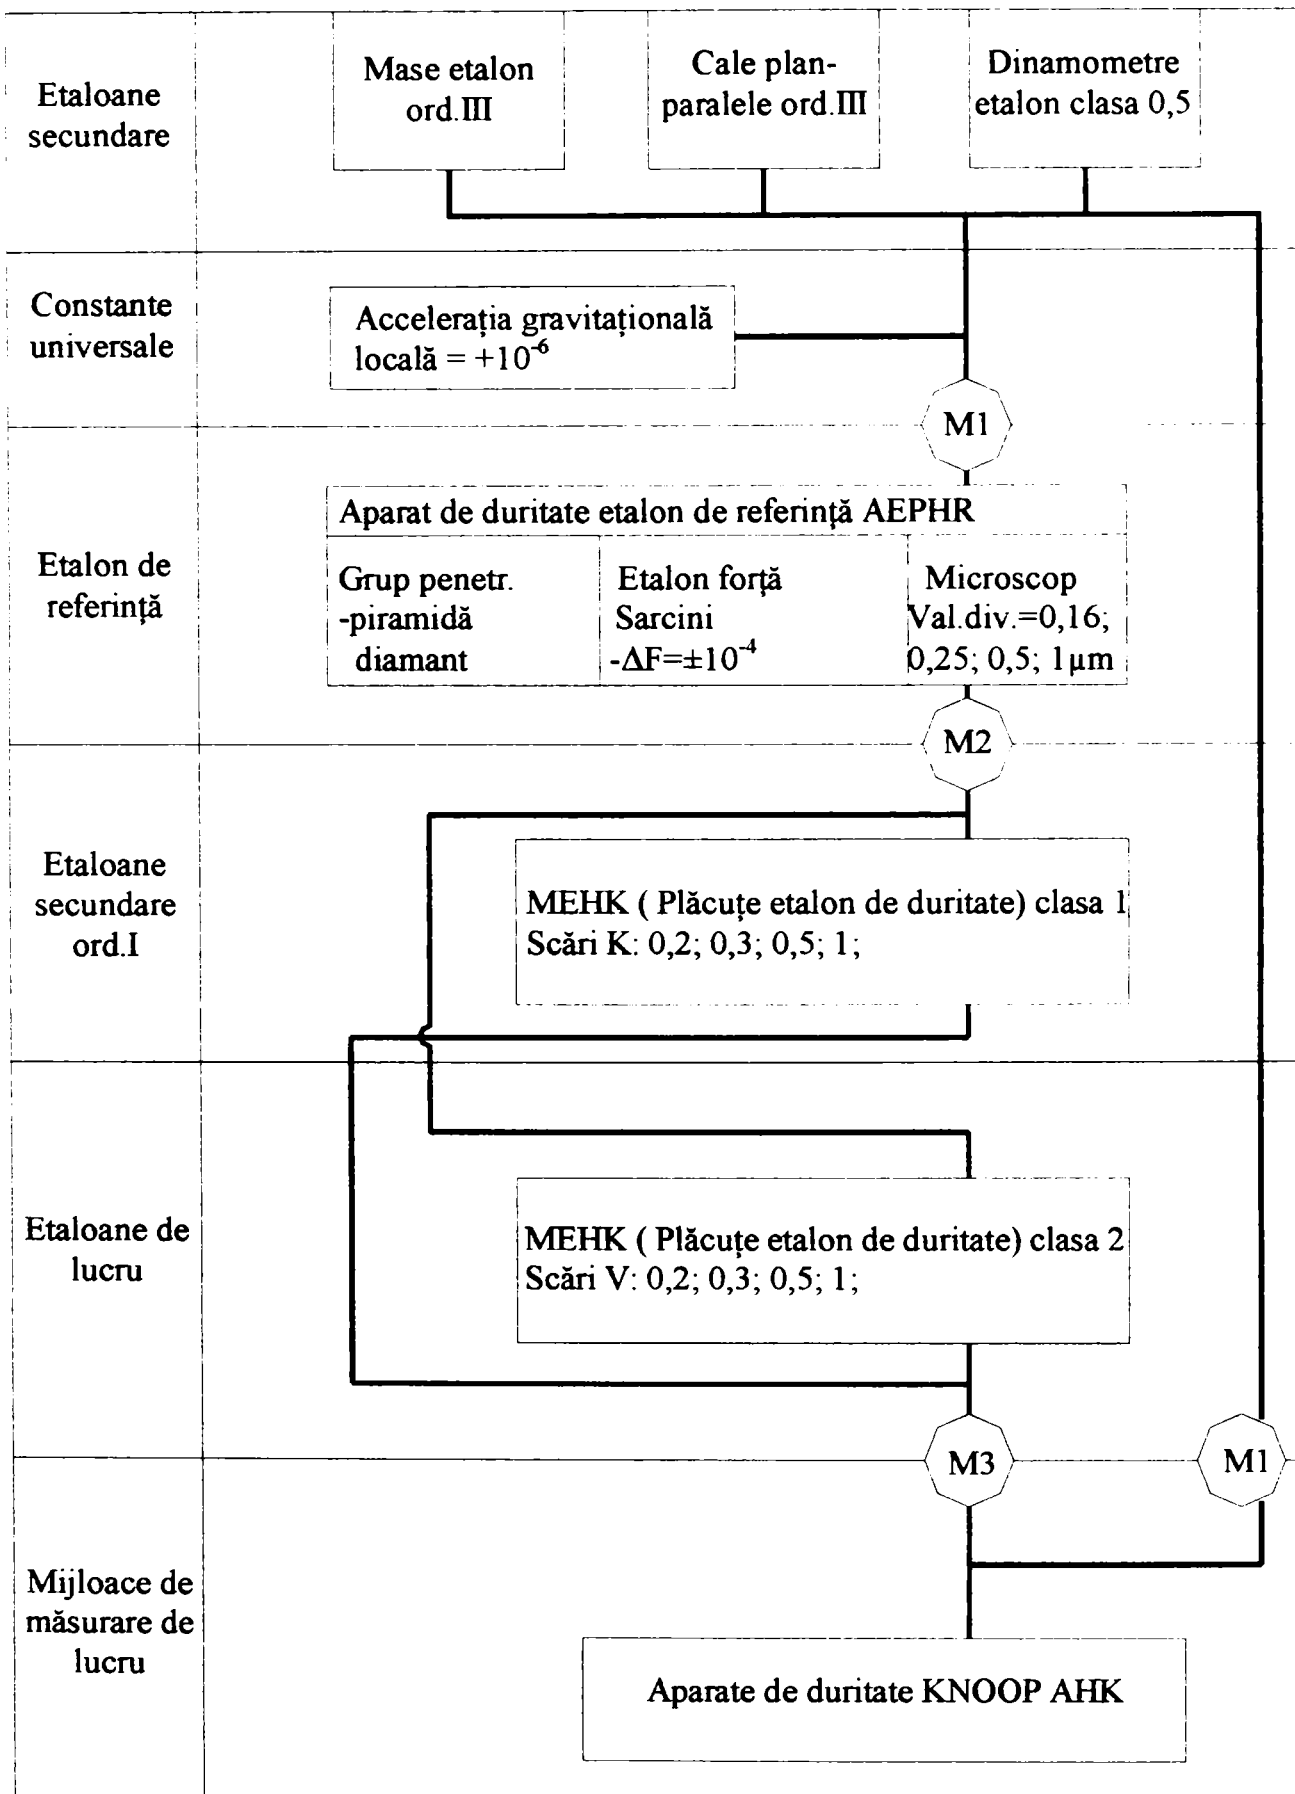 Etaloane
secundare
Mase etalon
ord.III
Cale plan-
paralele ord.III
Dinamometre
etalon clasa 0,5
Constante
universale
Accelerația gravitațională
locală = +10⁻⁶
M1
Etalon de
referință
Aparat de duritate etalon de referință AEPHR
Grup penetr.
-piramidă
diamant
Etalon forță
Sarcini
-ΔF=±10⁻⁴
Microscop
Val.div.=0,16;
0,25; 0,5; 1µm
M2
Etaloane
secundare
ord.I
MEHK ( Plăcuțe etalon de duritate) clasa 1
Scări K: 0,2; 0,3; 0,5; 1;
Etaloane de
lucru
MEHK ( Plăcuțe etalon de duritate) clasa 2
Scări V: 0,2; 0,3; 0,5; 1;
M3
M1
Mijloace de
măsurare de
lucru
Aparate de duritate KNOOP AHK